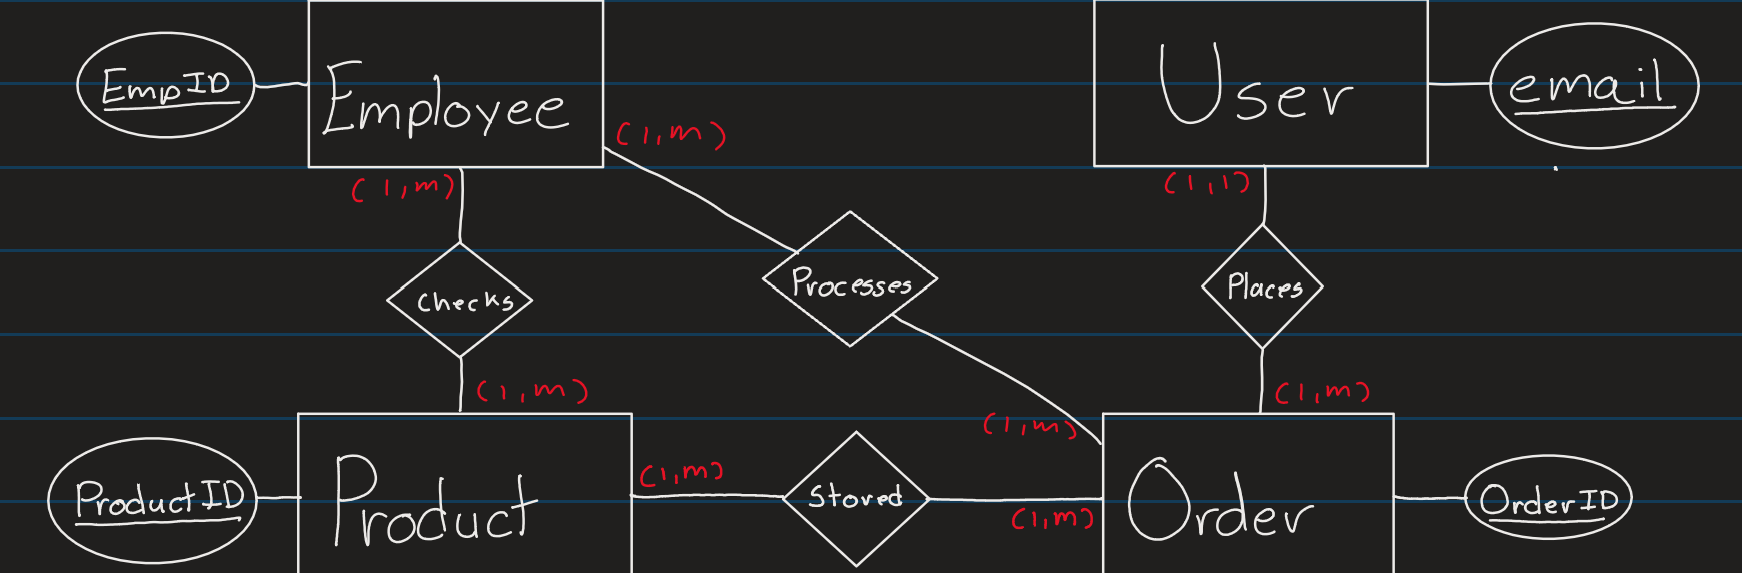 EmpID
Employee
User
email
(1,m)
(1,m)
(1,1)
Processes
Places
Checks
(1,m)
(1,m)
(1,m)
(1,m)
ProductID
Product
Stored
(1,m)
Order
OrderID